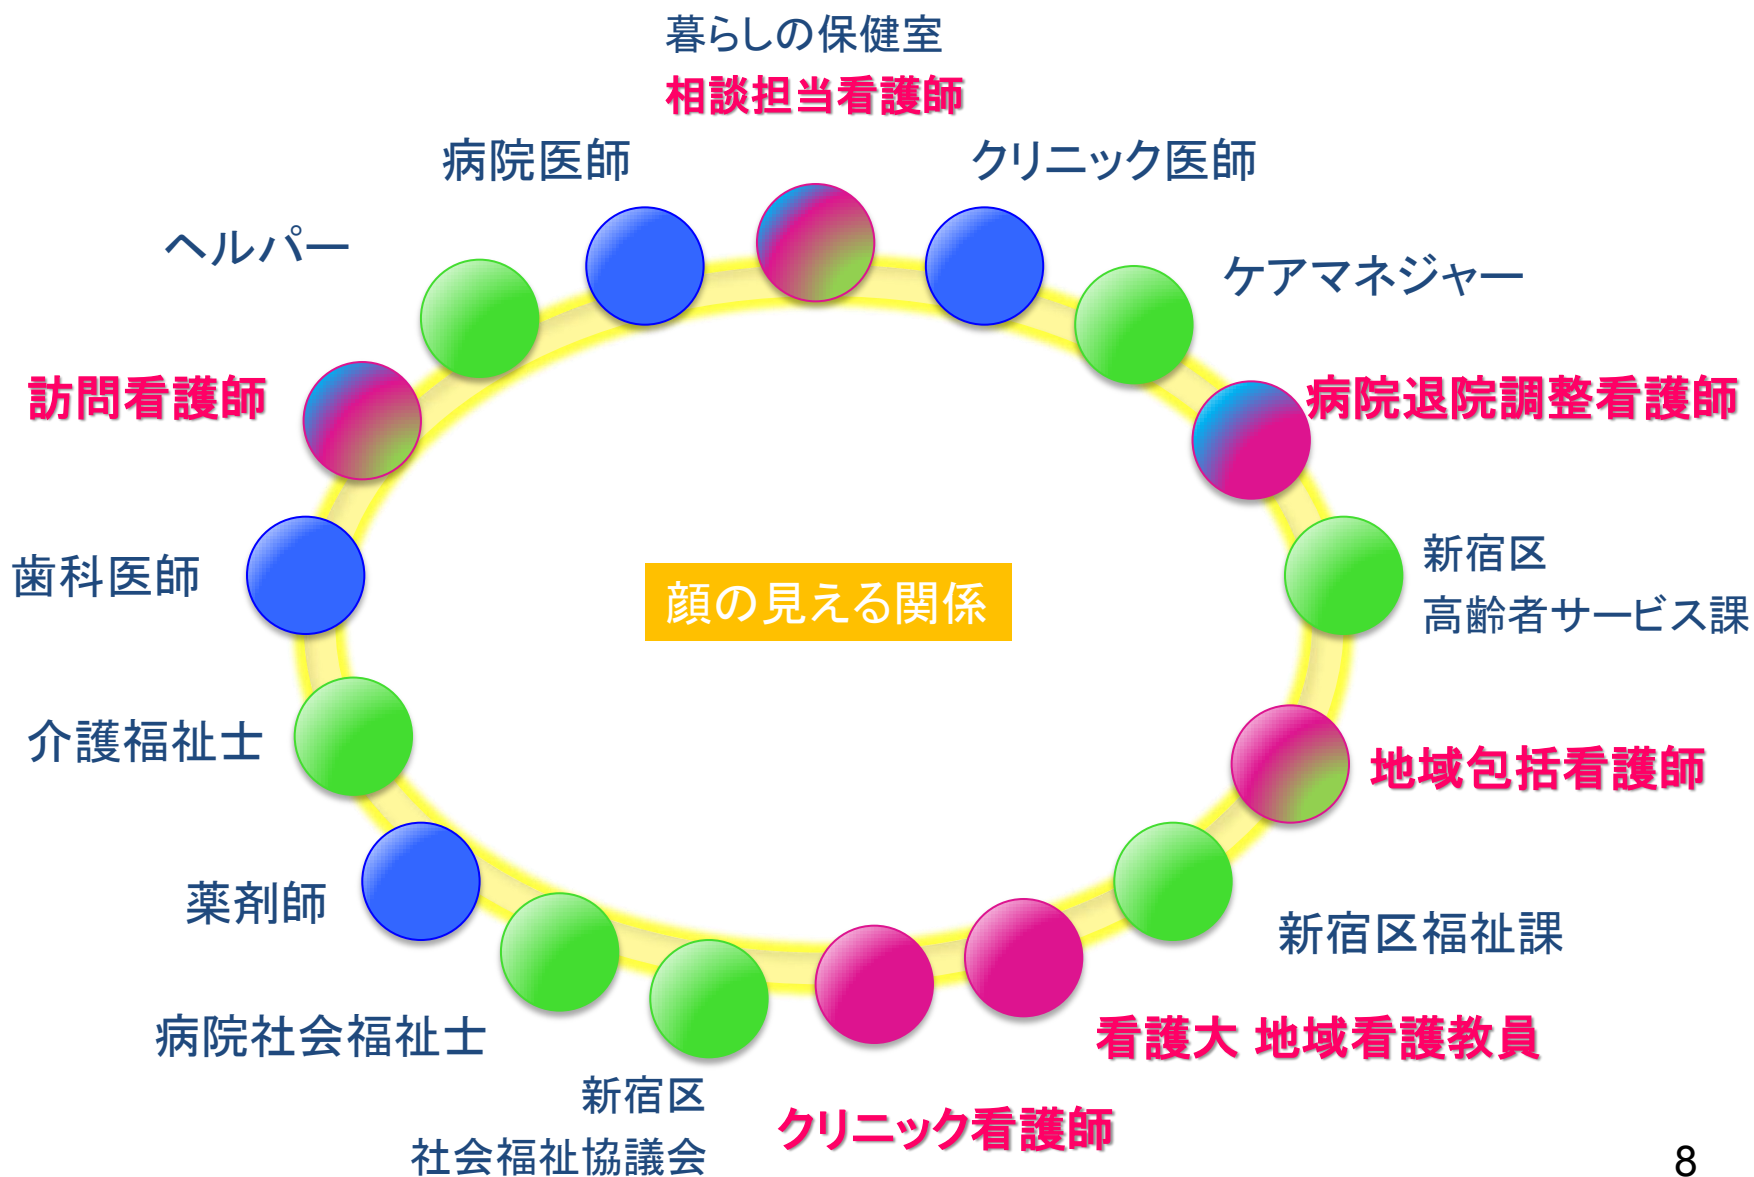 暮らしの保健室
相談担当看護師
病院医師
クリニック医師
ヘルパー
ケアマネジャー
訪問看護師
病院退院調整看護師
歯科医師
新宿区
高齢者サービス課
顔の見える関係
介護福祉士
地域包括看護師
薬剤師
新宿区福祉課
病院社会福祉士
看護大 地域看護教員
新宿区
社会福祉協議会
クリニック看護師
8